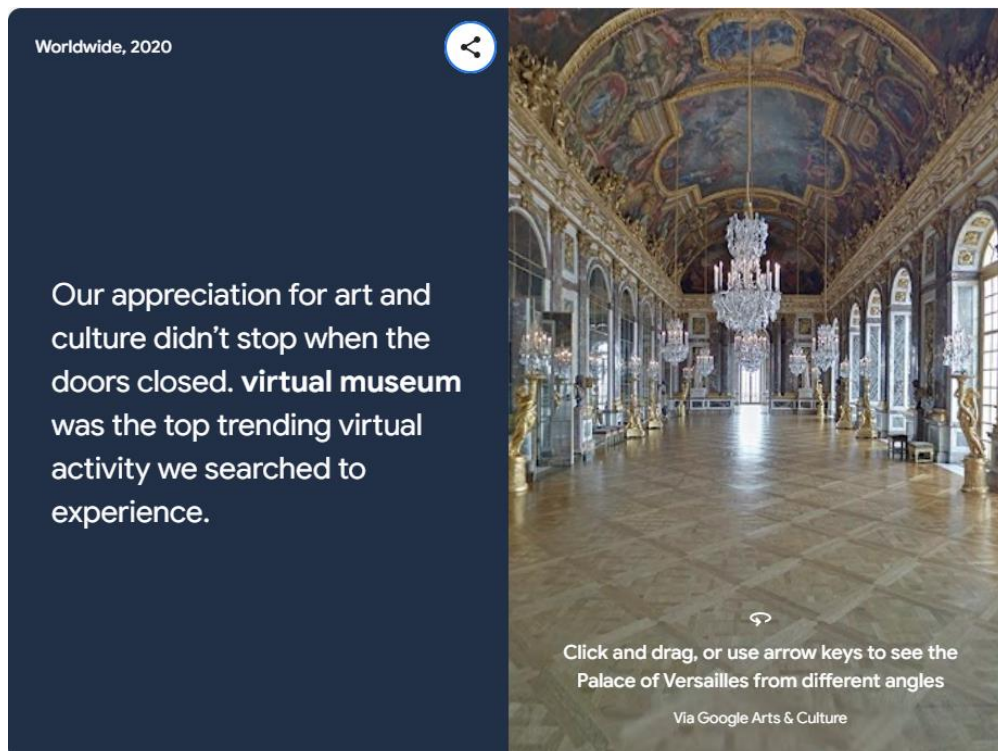 Worldwide, 2020
Our appreciation for art and
culture didn’t stop when the
doors closed. virtual museum
was the top trending virtual
activity we searched to
experience.
Click and drag, or use arrow keys to see the
Palace of Versailles from different angles
Via Google Arts & Culture